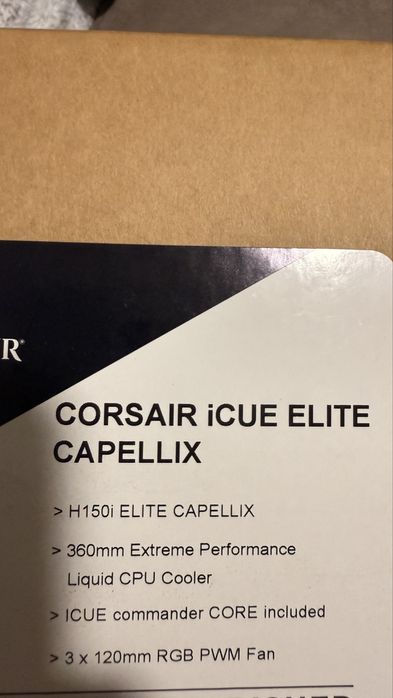 CORSAIR iCUE ELITE
CAPELLIX
> H150i ELITE CAPELLIX
> 360mm Extreme Performance
Liquid CPU Cooler
> ICUE commander CORE included
> 3 x 120mm RGB PWM Fan